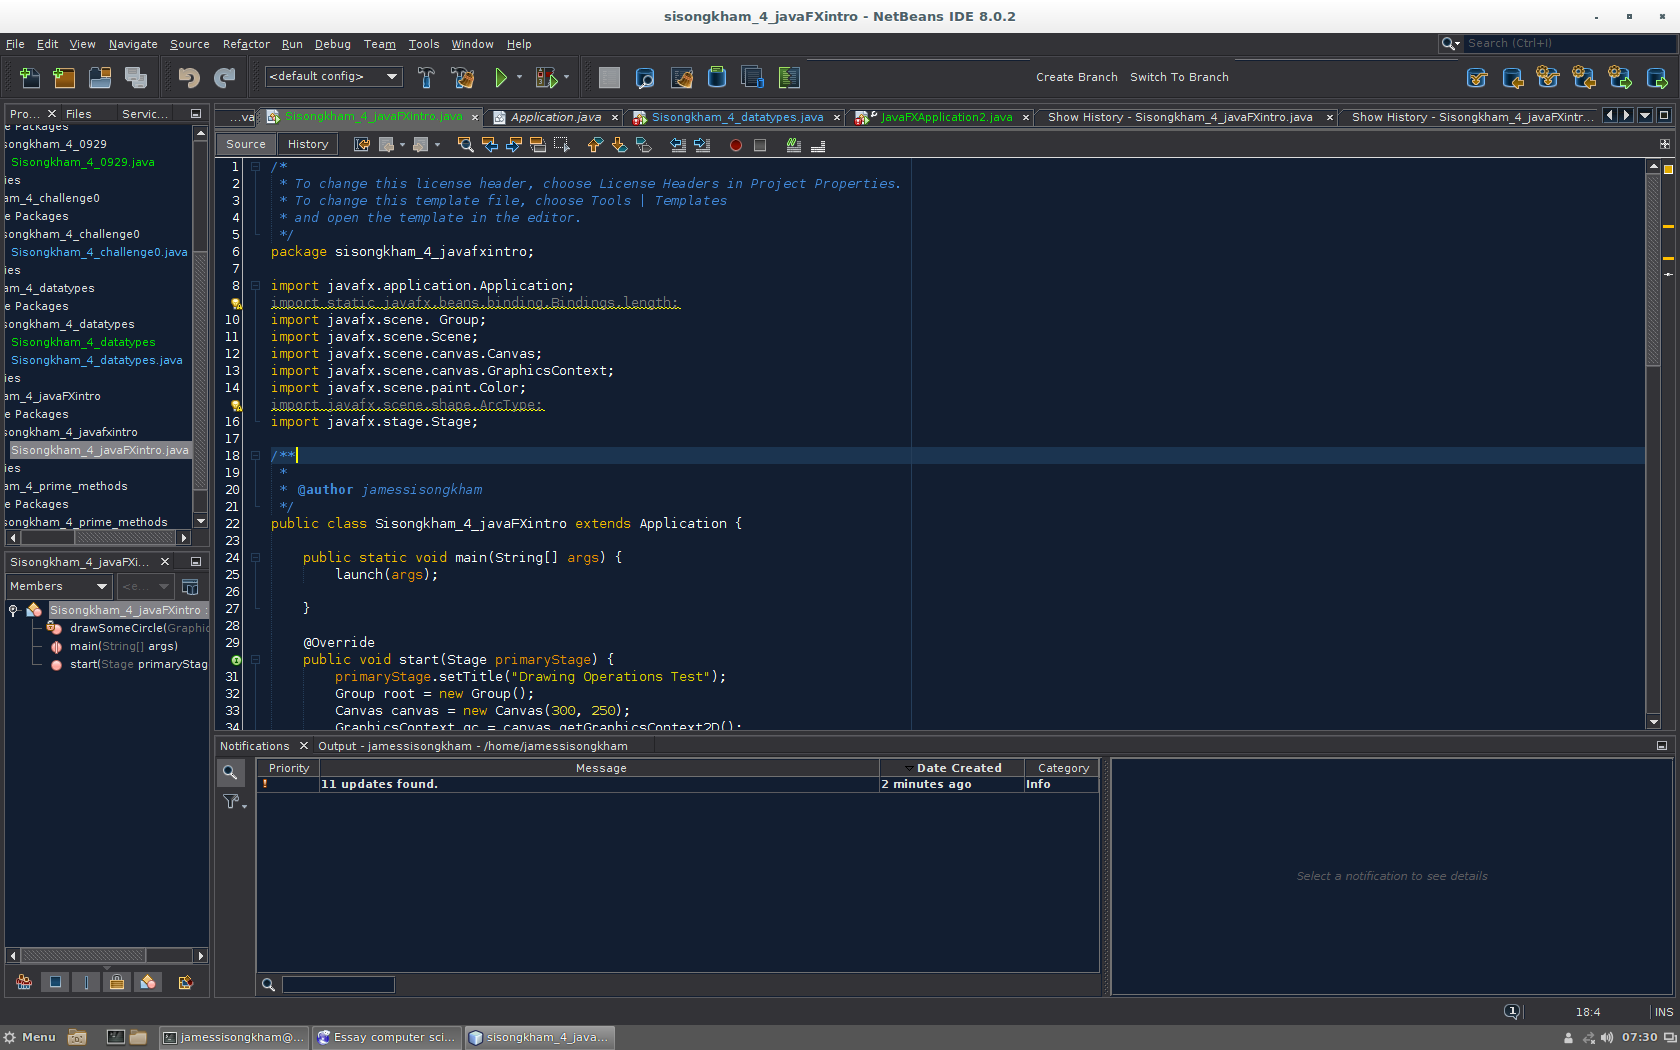 sisongkham_4_javaFXintro - NetBeans IDE 8.0.2
File Edit View Navigate Source Refactor Run Debug Team Tools Window Help
Search (Ctrl+I)
<default config>
Create Branch Switch To Branch
Pro... Files Servic...
e Packages
songkham_4_0929
Sisongkham_4_0929.java
ies
am_4_challenge0
e Packages
songkham_4_challenge0
Sisongkham_4_challenge0.java
ies
am_4_datatypes
e Packages
songkham_4_datatypes
Sisongkham_4_datatypes
Sisongkham_4_datatypes.java
ies
am_4_javaFXintro
e Packages
songkham_4_javafxintro
Sisongkham_4_javaFXintro.java
ies
am_4_prime_methods
e Packages
songkham_4_prime_methods
Sisongkham_4_javaFXi...
Members
<e...
Sisongkham_4_javaFXintro :
drawSomeCircle(Graphic
main(String[] args)
start(Stage primaryStag
...va Sisongkham_4_javaFXintro.java Application.java Sisongkham_4_datatypes.java JavaFXApplication2.java Show History - Sisongkham_4_javaFXintro.java Show History - Sisongkham_4_javaFXintr...
Source History
1 /*
2 * To change this license header, choose License Headers in Project Properties.
3 * To change this template file, choose Tools | Templates
4 * and open the template in the editor.
5 */
6 package sisongkham_4_javafxintro;
7
8 import javafx.application.Application;
import static javafx.beans.binding.Bindings.length;
10 import javafx.scene. Group;
11 import javafx.scene.Scene;
12 import javafx.scene.canvas.Canvas;
13 import javafx.scene.canvas.GraphicsContext;
14 import javafx.scene.paint.Color;
import javafx.scene.shape.ArcType;
16 import javafx.stage.Stage;
17
18 /**
19 *
20 * @author jamessisongkham
21 */
22 public class Sisongkham_4_javaFXintro extends Application {
23
24 public static void main(String[] args) {
25 launch(args);
26
27 }
28
29 @Override
public void start(Stage primaryStage) {
31 primaryStage.setTitle("Drawing Operations Test");
32 Group root = new Group();
33 Canvas canvas = new Canvas(300, 250);
34 GraphicsContext gc = canvas.getGraphicsContext2D();
Notifications Output - jamessisongkham - /home/jamessisongkham
Priority Message Date Created Category
! 11 updates found. 2 minutes ago Info
Select a notification to see details
1 18:4 INS
Menu jamessisongkham@... Essay computer sci... sisongkham_4_java... 07:30